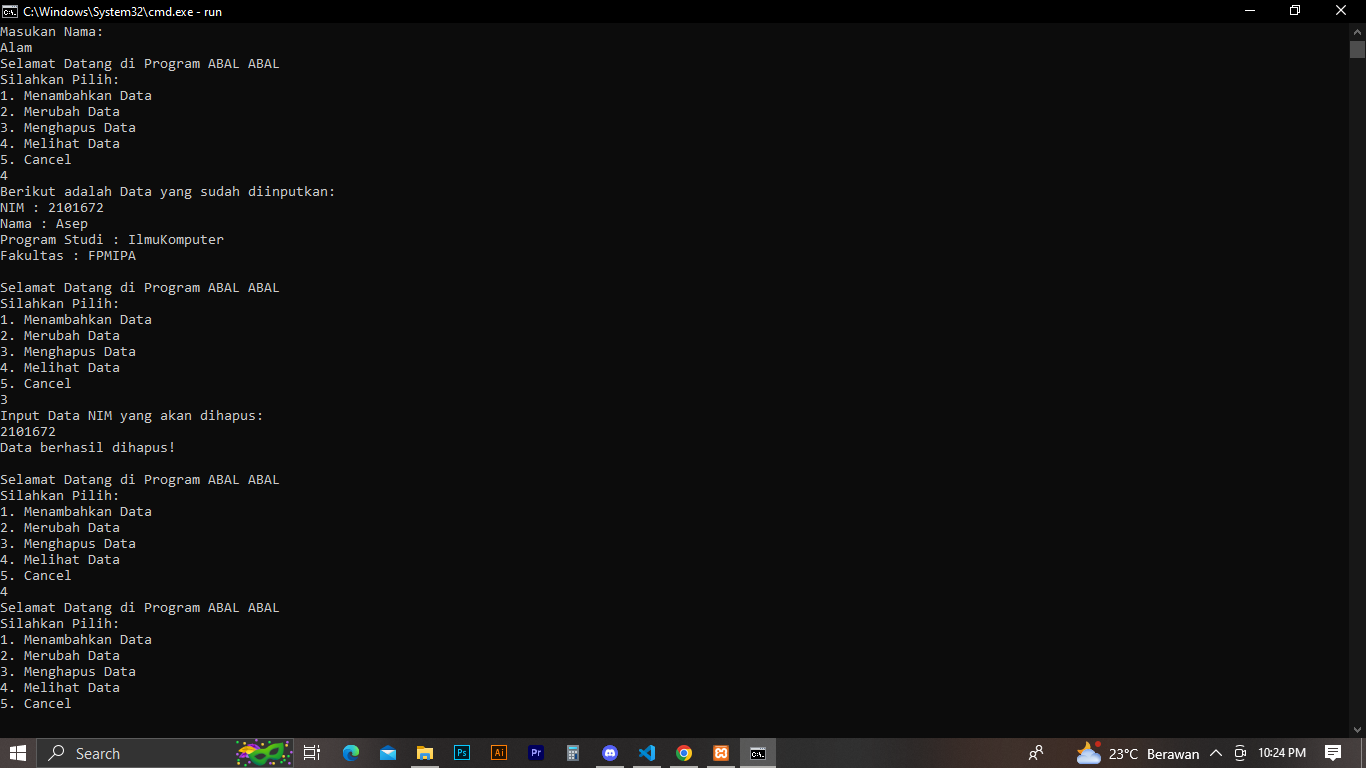 C:\Windows\System32\cmd.exe - run
Masukan Nama:
Alam
Selamat Datang di Program ABAL ABAL
Silahkan Pilih:
1. Menambahkan Data
2. Merubah Data
3. Menghapus Data
4. Melihat Data
5. Cancel
4
Berikut adalah Data yang sudah diinputkan:
NIM : 2101672
Nama : Asep
Program Studi : IlmuKomputer
Fakultas : FPMIPA
Selamat Datang di Program ABAL ABAL
Silahkan Pilih:
1. Menambahkan Data
2. Merubah Data
3. Menghapus Data
4. Melihat Data
5. Cancel
3
Input Data NIM yang akan dihapus:
2101672
Data berhasil dihapus!
Selamat Datang di Program ABAL ABAL
Silahkan Pilih:
1. Menambahkan Data
2. Merubah Data
3. Menghapus Data
4. Melihat Data
5. Cancel
4
Selamat Datang di Program ABAL ABAL
Silahkan Pilih:
1. Menambahkan Data
2. Merubah Data
3. Menghapus Data
4. Melihat Data
5. Cancel
Search Ps Ai Pr 23°C Berawan 10:24 PM